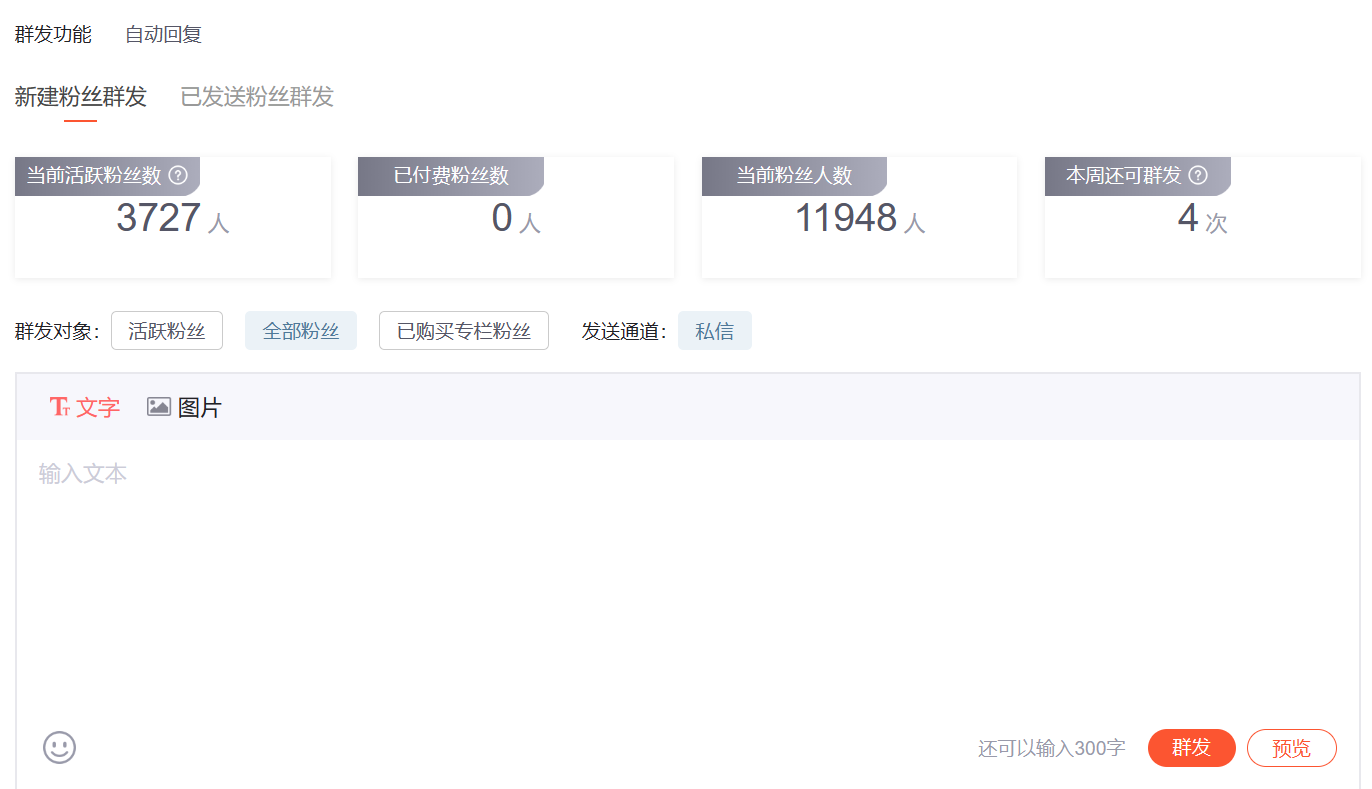 群发功能 自动回复
新建粉丝群发 已发送粉丝群发
当前活跃粉丝数 ? 已付费粉丝数 当前粉丝人数 本周还可群发 ?
3727 人 0 人 11948 人 4 次
群发对象： 活跃粉丝 全部粉丝 已购买专栏粉丝 发送通道： 私信
TT 文字 图片
输入文本
还可以输入300字 群发 预览